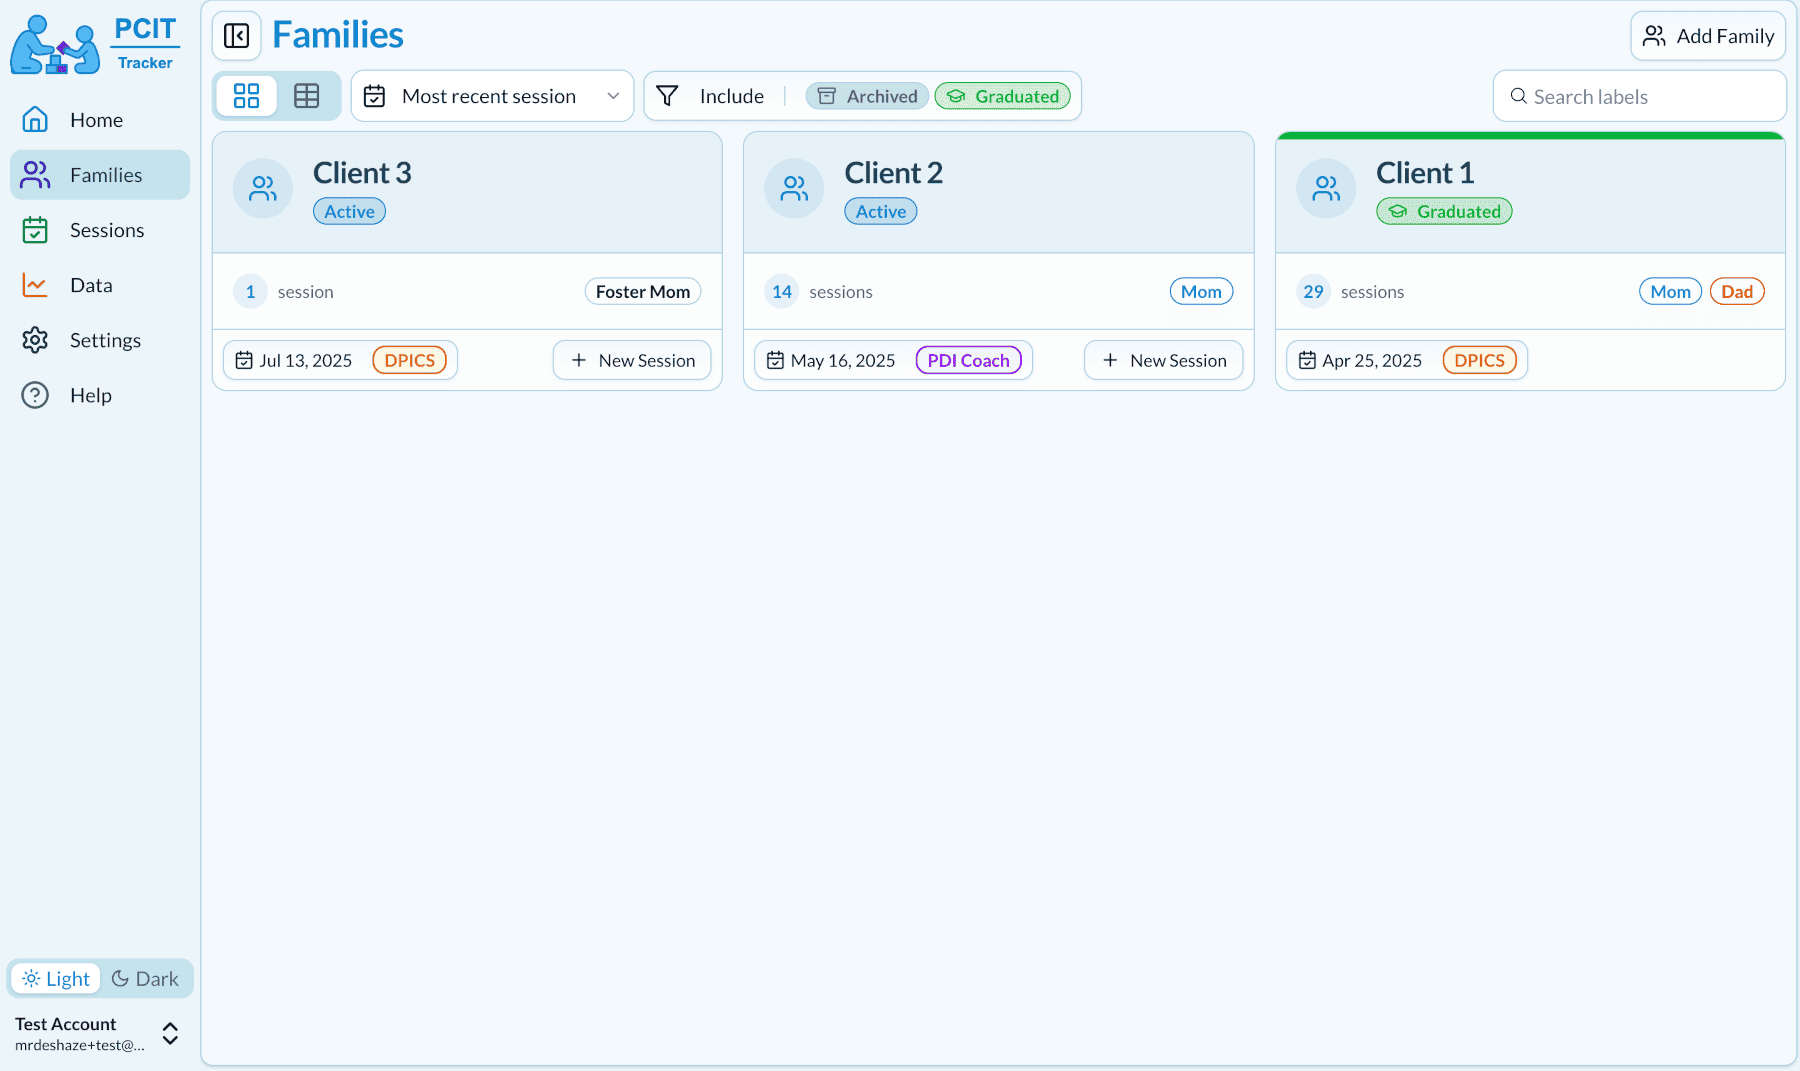 PCIT
Tracker
Home
Families
Sessions
Data
Settings
Help
Light Dark
Test Account
mrdeshaze+test@...
Families
Add Family
Most recent session
Include
Archived
Graduated
Search labels
Client 3
Active
1 session
Foster Mom
Jul 13, 2025 DPICS
+ New Session
Client 2
Active
14 sessions
Mom
May 16, 2025 PDI Coach
+ New Session
Client 1
Graduated
29 sessions
Mom Dad
Apr 25, 2025 DPICS